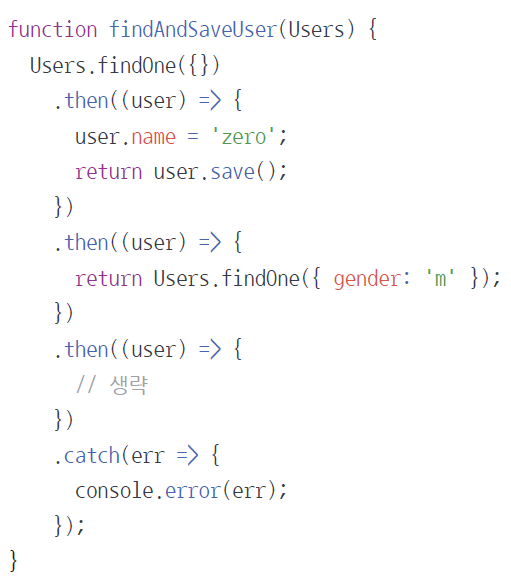 function findAndSaveUser(Users) {
  Users.findOne({})
    .then((user) => {
      user.name = 'zero';
      return user.save();
    })
    .then((user) => {
      return Users.findOne({ gender: 'm' });
    })
    .then((user) => {
      // 생략
    })
    .catch(err => {
      console.error(err);
    });
}